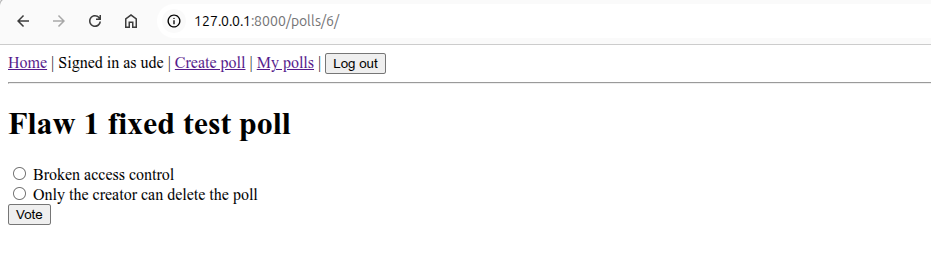 127.0.0.1:8000/polls/6/
Home | Signed in as ude | Create poll | My polls | Log out
Flaw 1 fixed test poll
Broken access control
Only the creator can delete the poll
Vote